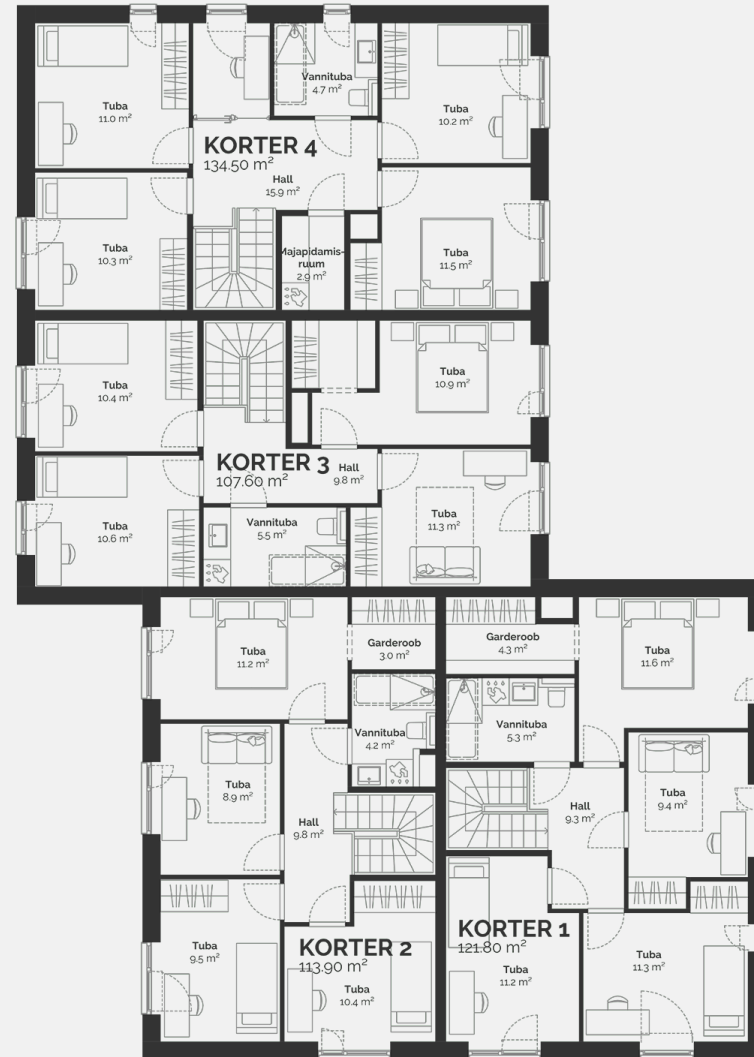 Tuba
11.0 m²
Vannituba
4.7 m²
Tuba
10.2 m²
KORTER 4
134.50 m²
Hall
15.9 m²
Tuba
10.3 m²
Majapidamis-
ruum
2.9 m²
Tuba
11.5 m²
Tuba
10.4 m²
Tuba
10.9 m²
KORTER 3
107.60 m²
Hall
9.8 m²
Tuba
10.6 m²
Vannituba
5.5 m²
Tuba
11.3 m²
Tuba
11.2 m²
Garderoob
3.0 m²
Garderoob
4.3 m²
Tuba
11.6 m²
Vannituba
4.2 m²
Vannituba
5.3 m²
Tuba
8.9 m²
Hall
9.8 m²
Hall
9.3 m²
Tuba
9.4 m²
Tuba
9.5 m²
KORTER 2
113.90 m²
Tuba
10.4 m²
KORTER 1
121.80 m²
Tuba
11.2 m²
Tuba
11.3 m²